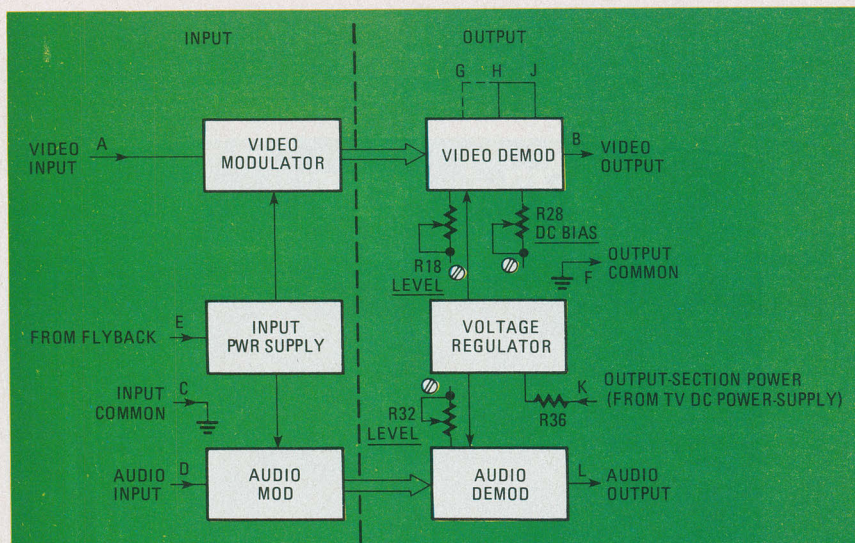 INPUT
OUTPUT
G H J
VIDEO INPUT
A
VIDEO MODULATOR
VIDEO DEMOD
B
VIDEO OUTPUT
R18
LEVEL
R28
DC BIAS
OUTPUT COMMON
F
FROM FLYBACK
E
INPUT PWR SUPPLY
VOLTAGE REGULATOR
INPUT COMMON
C
R32
LEVEL
R36
K
OUTPUT-SECTION POWER
(FROM TV DC POWER-SUPPLY)
AUDIO INPUT
D
AUDIO MOD
AUDIO DEMOD
L
AUDIO OUTPUT